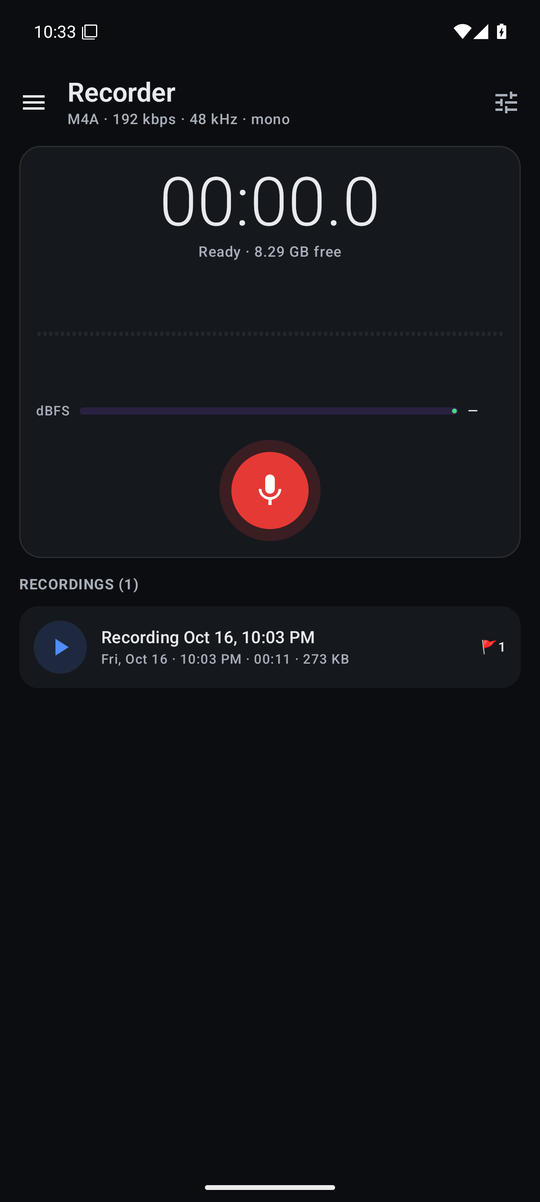 10:33
Recorder
M4A · 192 kbps · 48 kHz · mono
00:00.0
Ready · 8.29 GB free
dBFS –
RECORDINGS (1)
Recording Oct 16, 10:03 PM
Fri, Oct 16 · 10:03 PM · 00:11 · 273 KB
🚩1